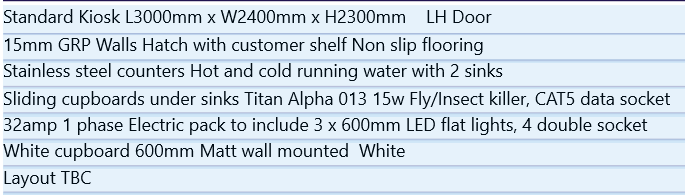 Standard Kiosk L3000mm x W2400mm x H2300mm LH Door
15mm GRP Walls Hatch with customer shelf Non slip flooring
Stainless steel counters Hot and cold running water with 2 sinks
Sliding cupboards under sinks Titan Alpha 013 15w Fly/Insect killer, CAT5 data socket
32amp 1 phase Electric pack to include 3 x 600mm LED flat lights, 4 double socket
White cupboard 600mm Matt wall mounted White
Layout TBC